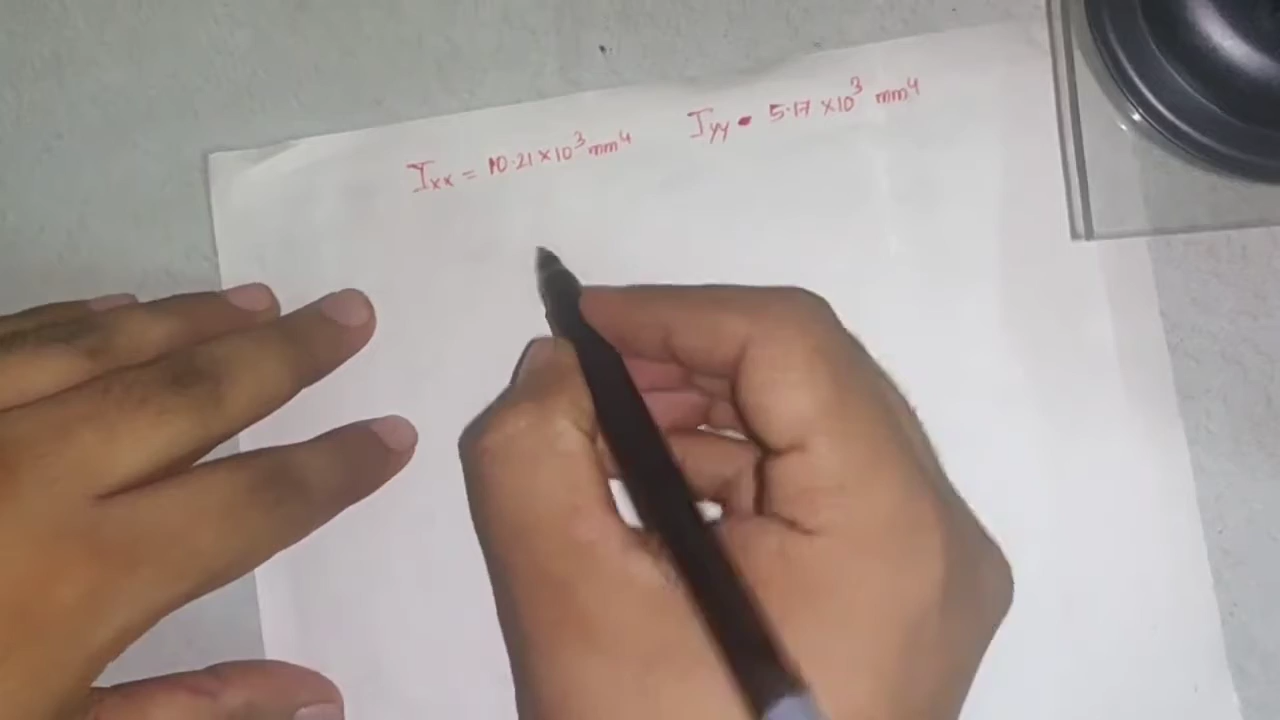 Ixx = 10.21 × 10³ mm⁴ Iyy = 5.17 × 10³ mm⁴